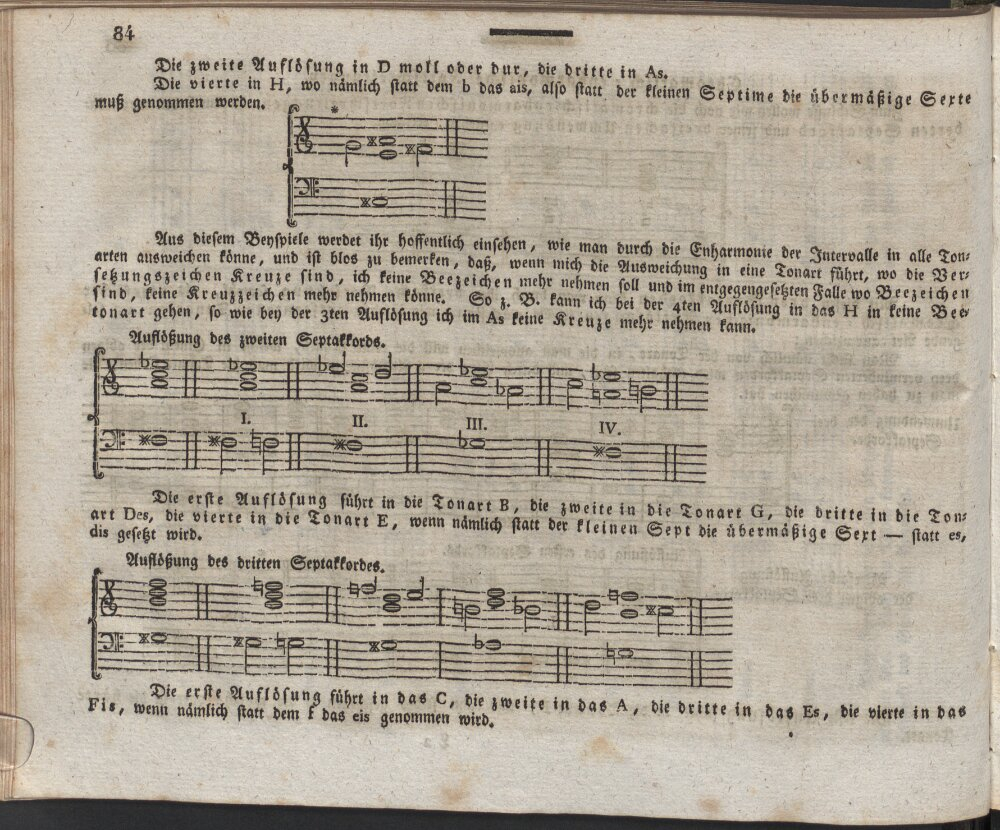 84
Die zweite Auflösung in D moll oder dur, die dritte in As.
Die vierte in H, wo nämlich statt dem b das ais, also statt der kleinen Septime die übermäßige Sexte
muß genommen werden.
Aus diesem Beyspiele werdet ihr hoffentlich einsehen, wie man durch die Enharmonie der Intervalle in alle Ton⸗
arten ausweichen könne, und ist blos zu bemerken, daß, wenn mich die Ausweichung in eine Tonart führt, wo die Ver⸗
setzungszeichen Kreuze sind, ich keine Beezeichen mehr nehmen soll und im entgegengesetzten Falle wo Beezeichen
sind, keine Kreuzzeichen mehr nehmen könne. So z. B. kann ich bei der 4ten Auflösung in das H in keine Bee⸗
tonart gehen, so wie bey der 3ten Auflösung ich im As keine Kreuze mehr nehmen kann.
Auflößung des zweiten Septakkords.
I. II. III. IV.
Die erste Auflösung führt in die Tonart B, die zweite in die Tonart G, die dritte in die Ton⸗
art Des, die vierte in die Tonart E, wenn nämlich statt der kleinen Sept die übermäßige Sext — statt es,
dis gesetzt wird.
Auflößung des dritten Septakkordes.
Die erste Auflösung führt in das C, die zweite in das A, die dritte in das Es, die vierte in das
Fis, wenn nämlich statt dem f das eis genommen wird.